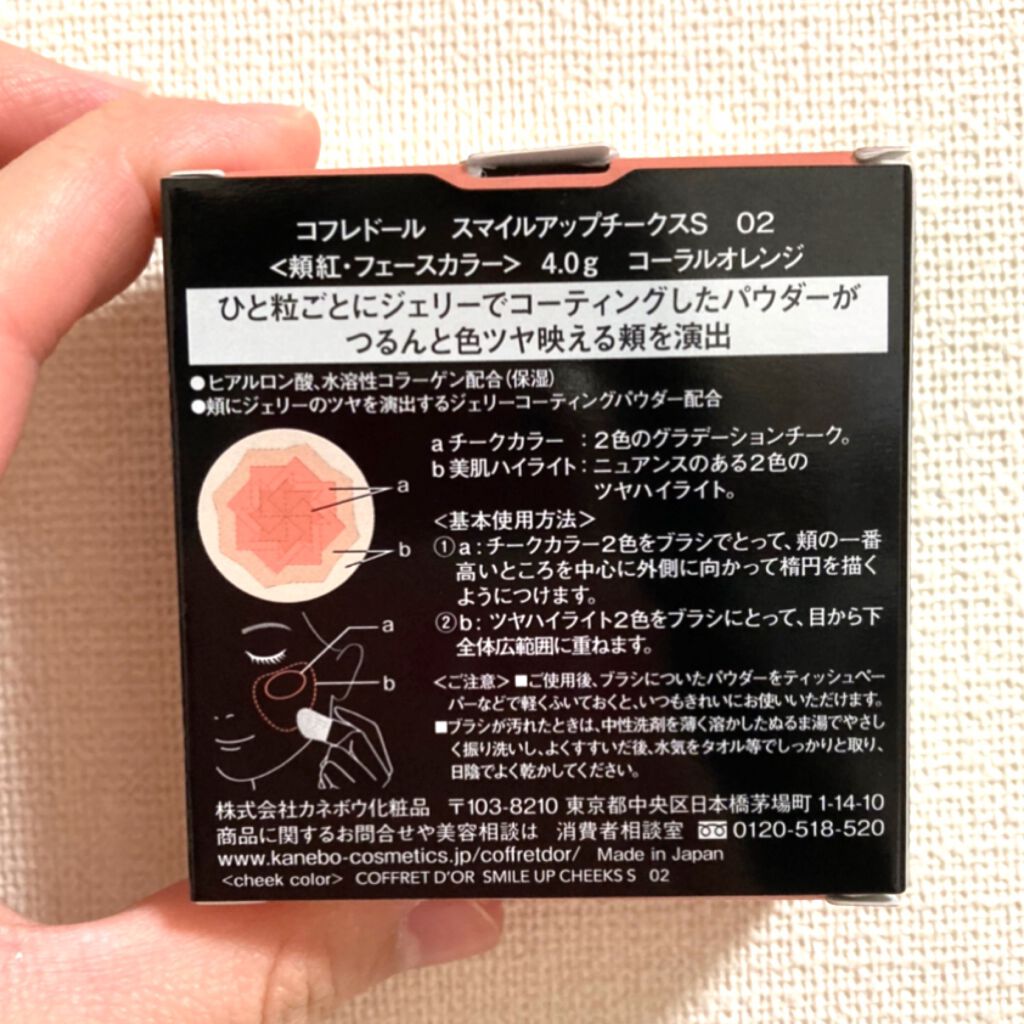 コフレドール　スマイルアップチークスS　02
＜頬紅・フェースカラー＞　4.0g　コーラルオレンジ
ひと粒ごとにジェリーでコーティングしたパウダーが
つるんと色ツヤ映える頬を演出
●ヒアルロン酸、水溶性コラーゲン配合（保湿）
●頬にジェリーのツヤを演出するジェリーコーティングパウダー配合
a チークカラー　：2色のグラデーションチーク。
b 美肌ハイライト：ニュアンスのある2色の
ツヤハイライト。
a
b
＜基本使用方法＞
①a：チークカラー2色をブラシでとって、頬の一番
高いところを中心に外側に向かって楕円を描く
ようにつけます。
②b：ツヤハイライト2色をブラシにとって、目から下
全体広範囲に重ねます。
a
b
＜ご注意＞■ご使用後、ブラシについたパウダーをティッシュペー
パーなどで軽くふいておくと、いつもきれいにお使いいただけます。
■ブラシが汚れたときは、中性洗剤を薄く溶かしたぬるま湯でやさし
く振り洗いし、よくすすいだ後、水気をタオル等でしっかりと取り、
日陰でよく乾かしてください。
株式会社カネボウ化粧品　〒103-8210 東京都中央区日本橋茅場町 1-14-10
商品に関するお問合せや美容相談は　消費者相談室　0120-518-520
www.kanebo-cosmetics.jp/coffretdor/　Made in Japan
<cheek color>　COFFRET D'OR SMILE UP CHEEKS S　02